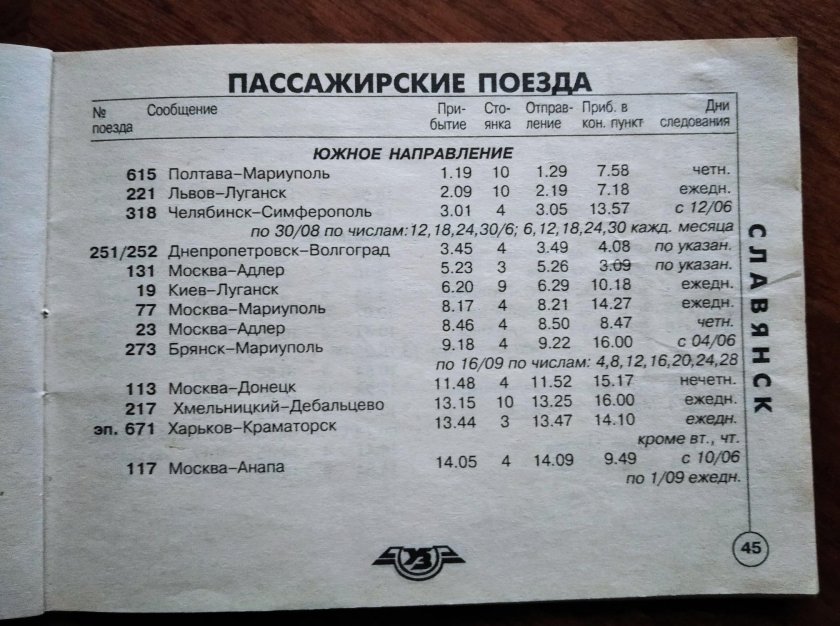 ПАССАЖИРСКИЕ ПОЕЗДА
№ поезда Сообщение При-бытие Сто-янка Отправ-ление Приб. в кон. пункт Дни следования
ЮЖНОЕ НАПРАВЛЕНИЕ
615 Полтава–Мариуполь 1.19 10 1.29 7.58 четн.
221 Львов–Луганск 2.09 10 2.19 7.18 ежедн.
318 Челябинск–Симферополь 3.01 4 3.05 13.57 с 12/06
по 30/08 по числам: 12,18,24,30/6; 6,12,18,24,30 кажд. месяца
251/252 Днепропетровск–Волгоград 3.45 4 3.49 4.08 по указан.
131 Москва–Адлер 5.23 3 5.26 3.09 по указан.
19 Киев–Луганск 6.20 9 6.29 10.18 ежедн.
77 Москва–Мариуполь 8.17 4 8.21 14.27 ежедн.
23 Москва–Адлер 8.46 4 8.50 8.47 четн.
273 Брянск–Мариуполь 9.18 4 9.22 16.00 с 04/06
по 16/09 по числам: 4,8,12,16,20,24,28
113 Москва–Донецк 11.48 4 11.52 15.17 нечетн.
217 Хмельницкий–Дебальцево 13.15 10 13.25 16.00 ежедн.
эп. 671 Харьков–Краматорск 13.44 3 13.47 14.10 ежедн.
кроме вт., чт.
117 Москва–Анапа 14.05 4 14.09 9.49 с 10/06
по 1/09 ежедн.
СЛАВЯНСК
УЗ
45